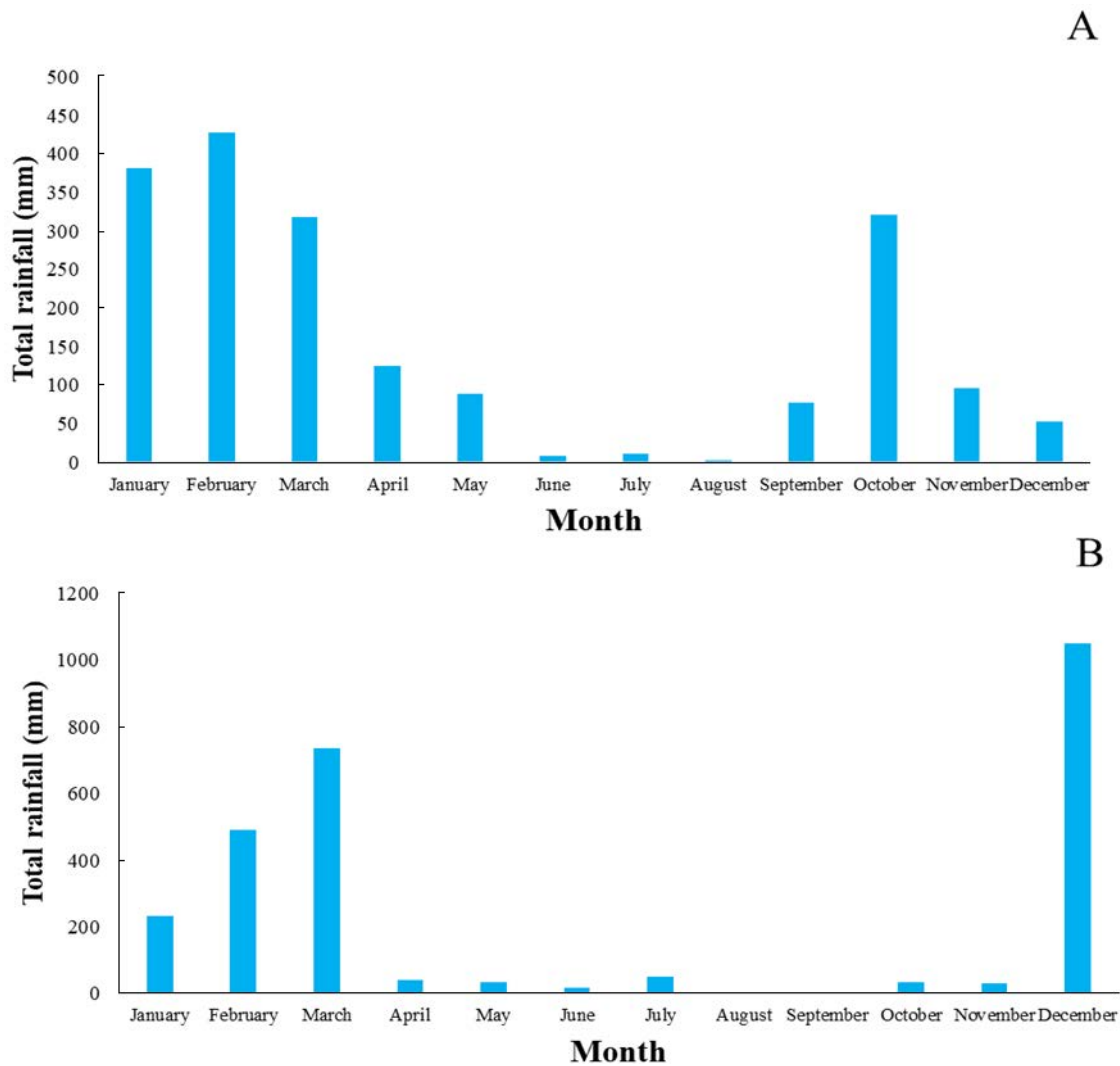 A
500
450
400
350
300
250
200
150
100
50
0
Total rainfall (mm)
January February March April May June July August September October November December
Month
B
1200
1000
800
600
400
200
0
Total rainfall (mm)
January February March April May June July August September October November December
Month